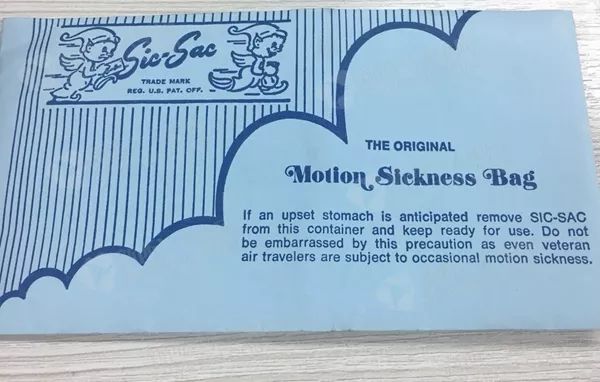 Sic-Sac
TRADE MARK
REG. U.S. PAT. OFF.
THE ORIGINAL
Motion Sickness Bag
If an upset stomach is anticipated remove SIC-SAC
from this container and keep ready for use. Do not
be embarrassed by this precaution as even veteran
air travelers are subject to occasional motion sickness.